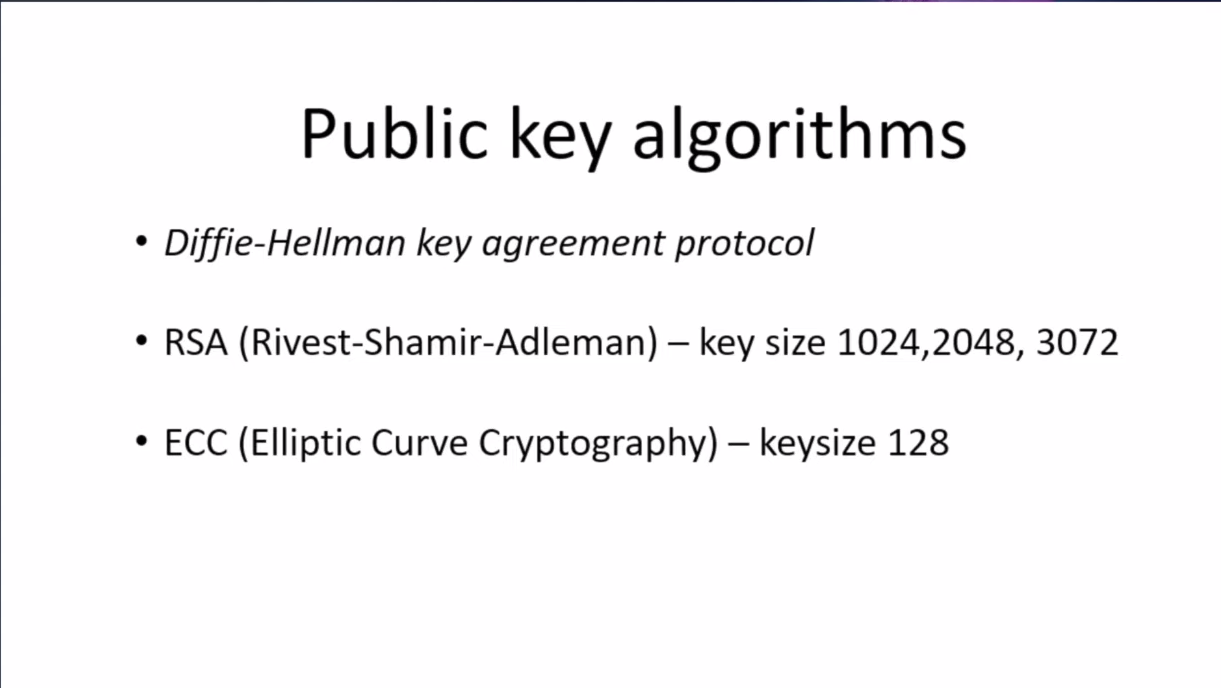 Public key algorithms
• Diffie-Hellman key agreement protocol
• RSA (Rivest-Shamir-Adleman) – key size 1024,2048, 3072
• ECC (Elliptic Curve Cryptography) – keysize 128